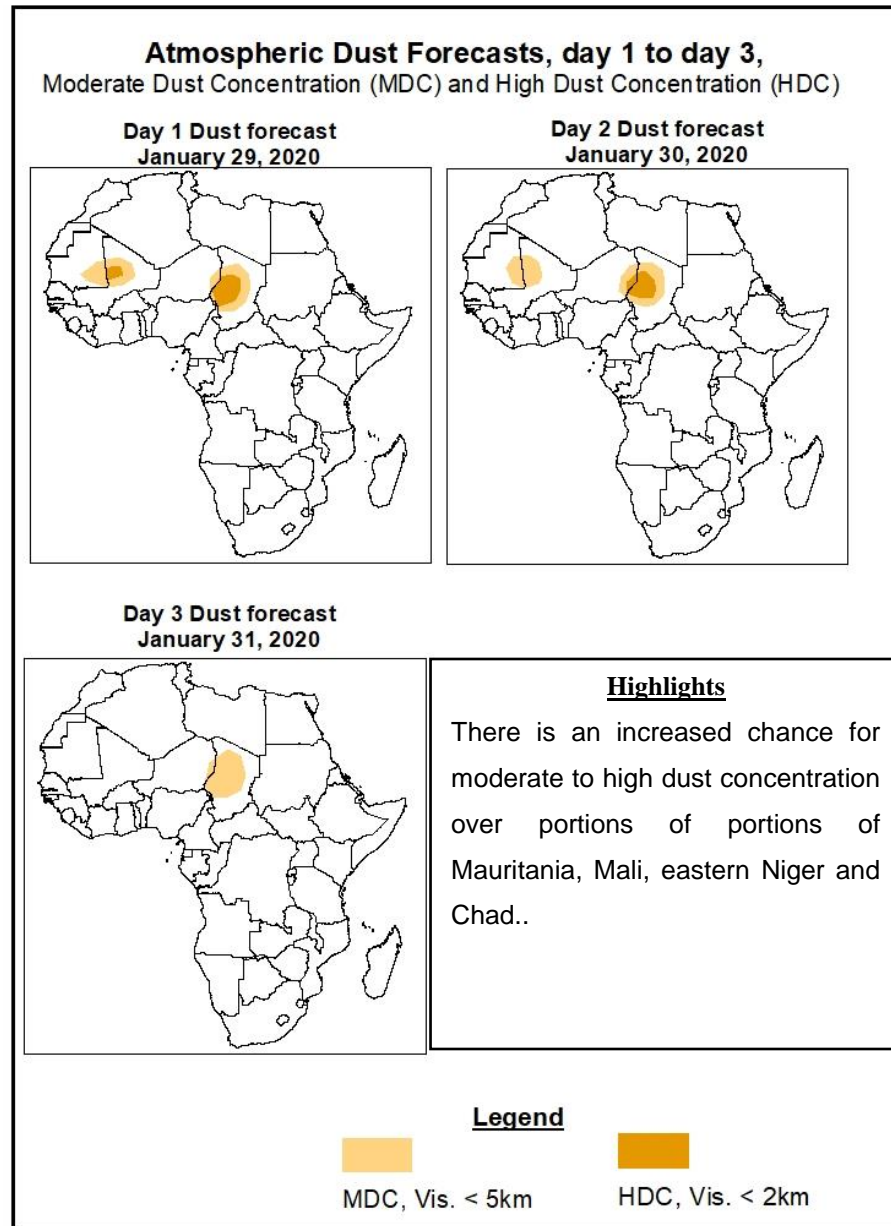 Atmospheric Dust Forecasts, day 1 to day 3,
Moderate Dust Concentration (MDC) and High Dust Concentration (HDC)
Day 1 Dust forecast
January 29, 2020
Day 2 Dust forecast
January 30, 2020
Day 3 Dust forecast
January 31, 2020
Highlights
There is an increased chance for
moderate to high dust concentration
over portions of portions of
Mauritania, Mali, eastern Niger and
Chad..
Legend
MDC, Vis. < 5km
HDC, Vis. < 2km